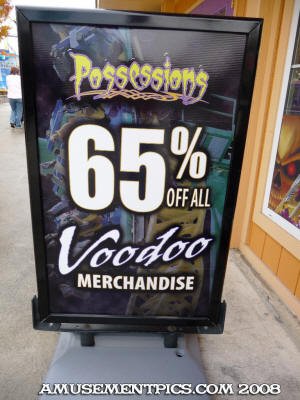 Possessions
65%
OFF ALL
Voodoo
MERCHANDISE
AMUSEMENTPICS.COM 2008